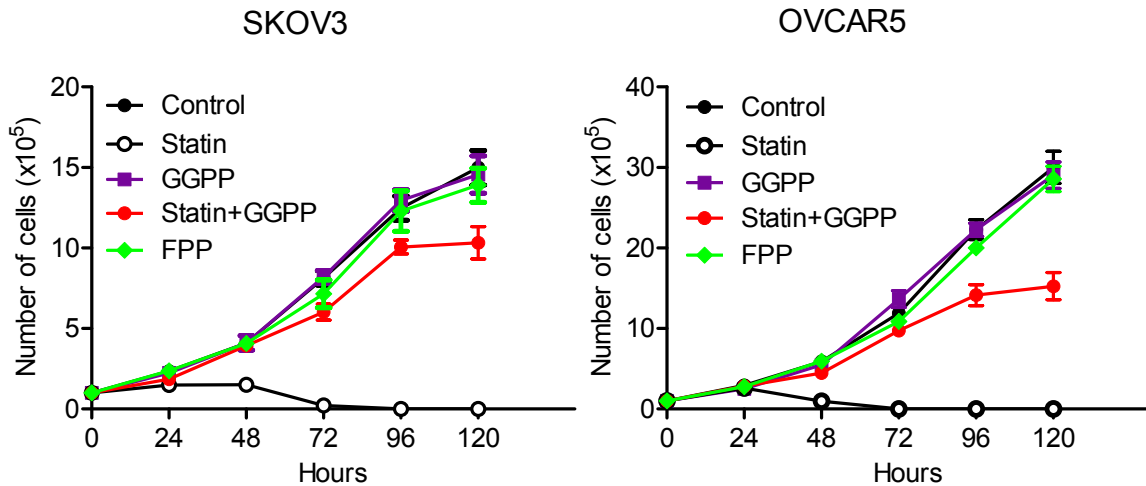 SKOV3
Number of cells (x10⁵)
20
15
10
5
0
Control
Statin
GGPP
Statin+GGPP
FPP
0 24 48 72 96 120
Hours
OVCAR5
Number of cells (x10⁵)
40
30
20
10
0
Control
Statin
GGPP
Statin+GGPP
FPP
0 24 48 72 96 120
Hours